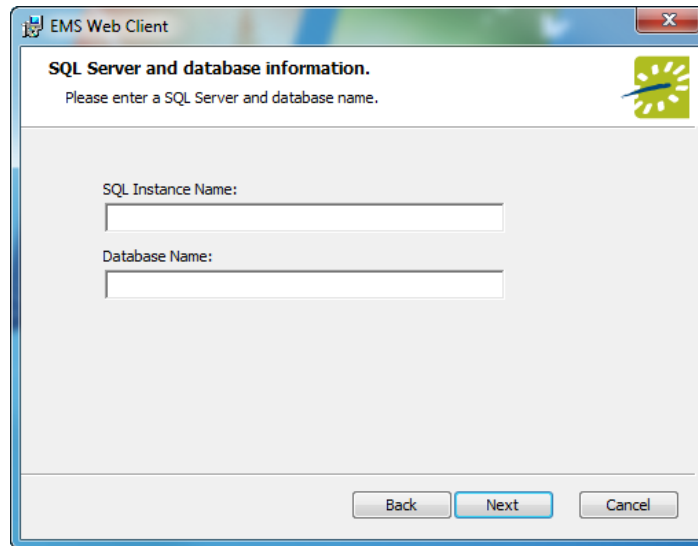 EMS Web Client
SQL Server and database information.
Please enter a SQL Server and database name.
SQL Instance Name:
Database Name:
Back Next Cancel